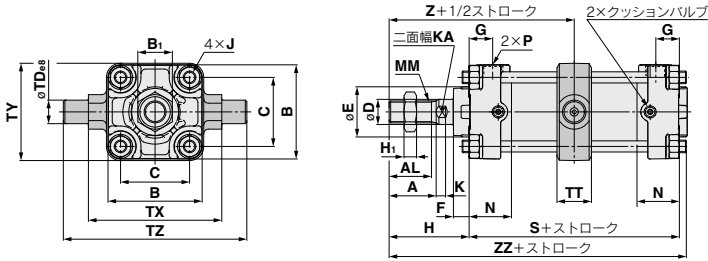 B1
4×J
øTDe8
TY
C
B
C
B
TX
TZ
Z+1/2ストローク
2×クッションバルブ
G
G
二面幅KA
2×P
MM
øE
øD
H1
AL
A
K
F
N
TT
N
H
S+ストローク
ZZ+ストローク